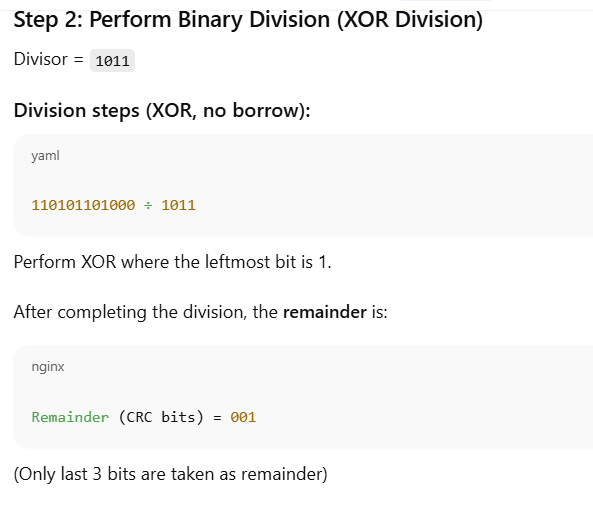 Step 2: Perform Binary Division (XOR Division)
Divisor = 1011
Division steps (XOR, no borrow):
yaml
110101101000 ÷ 1011
Perform XOR where the leftmost bit is 1.
After completing the division, the remainder is:
nginx
Remainder (CRC bits) = 001
(Only last 3 bits are taken as remainder)